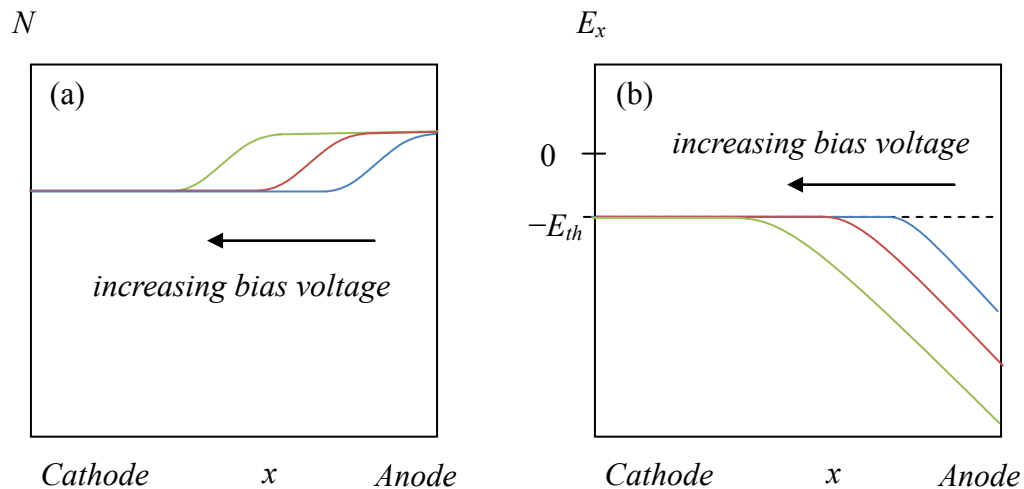 N
(a)
increasing bias voltage
Cathode x Anode
E_x
(b)
increasing bias voltage
0
−E_th
Cathode x Anode